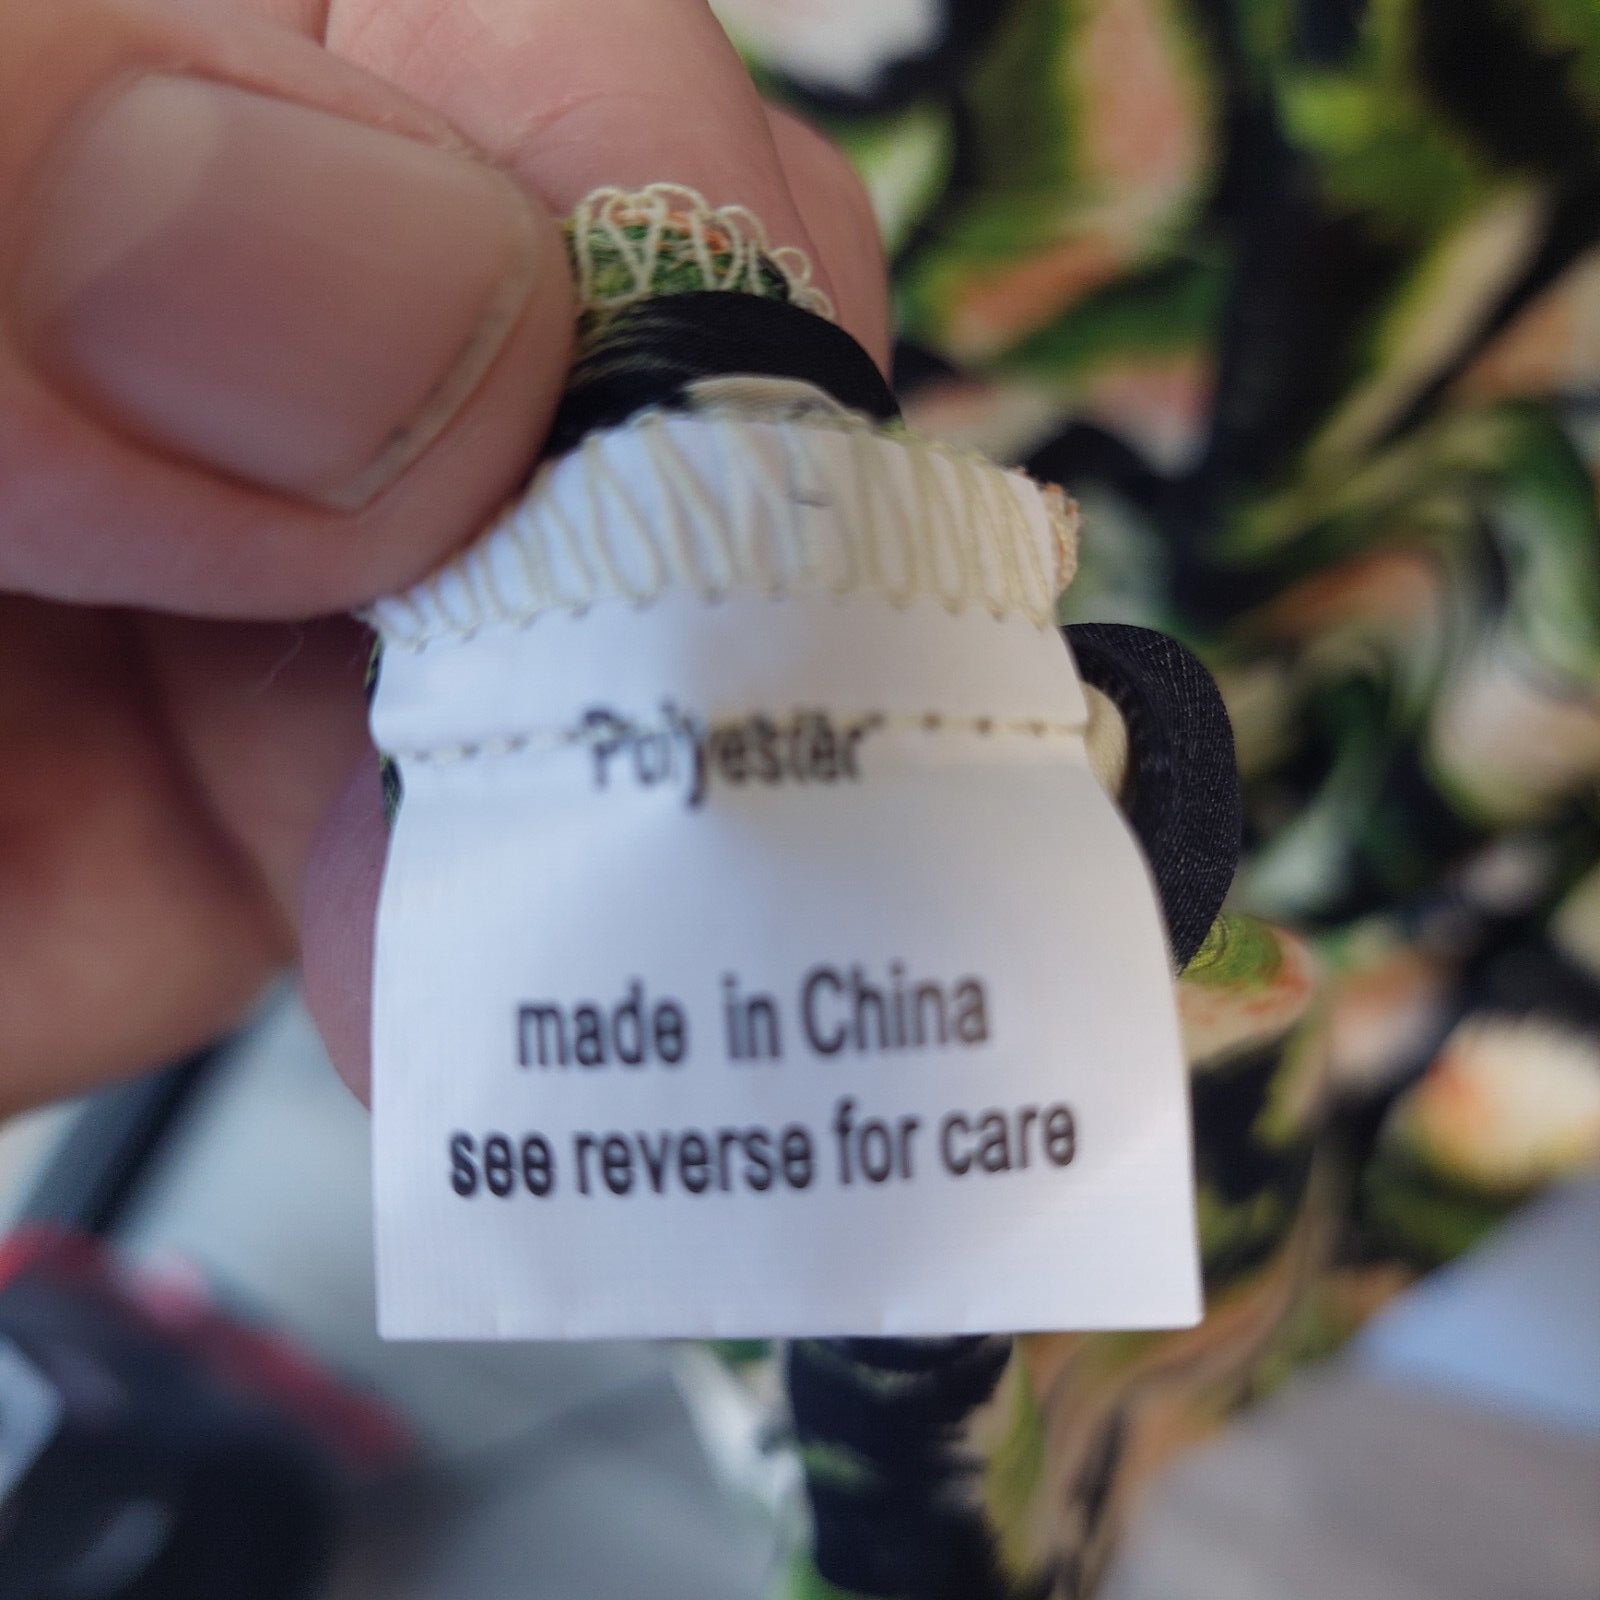 Polyester
made in China
see reverse for care